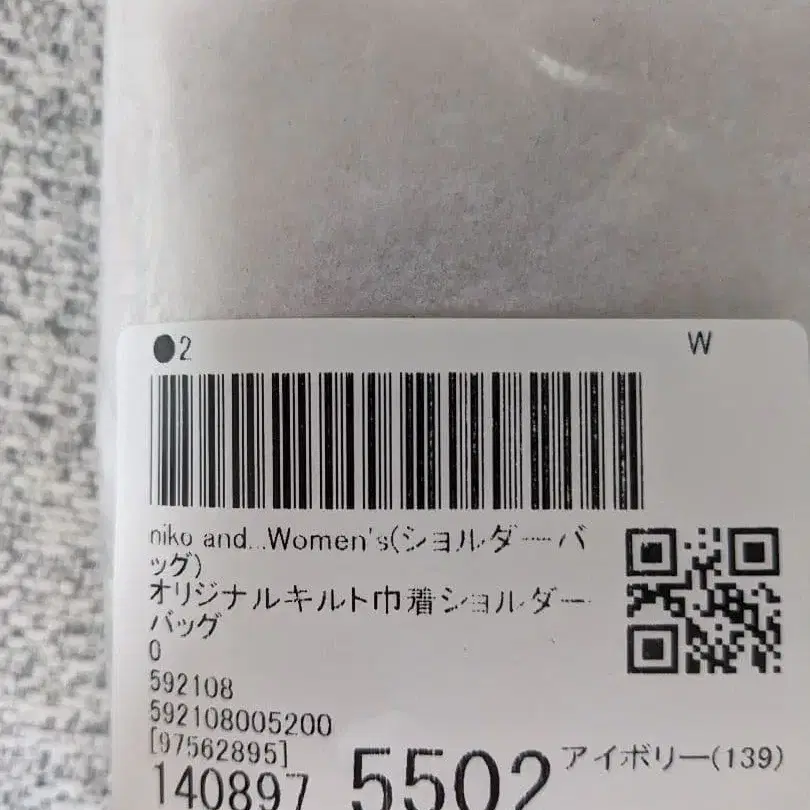 ●2
W
niko and...Women's(ショルダーバ
ッグ)
オリジナルキルト巾着ショルダー
バッグ
0
592108
592108005200
[97562895]
140897 5502 アイボリー(139)